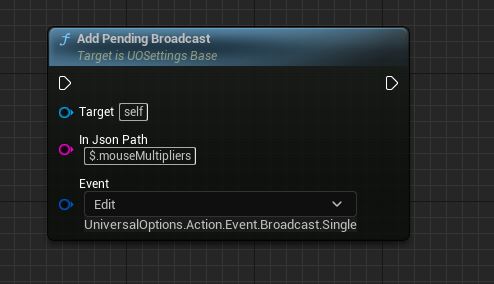 f Add Pending Broadcast
Target is UOSettings Base
Target self
In Json Path
$.mouseMultipliers
Event
Edit
UniversalOptions.Action.Event.Broadcast.Single